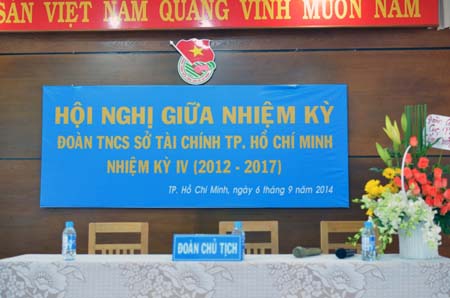 SẢN VIỆT NAM QUANG VINH MUÔN NĂM
HỘI NGHỊ GIỮA NHIỆM KỲ
ĐOÀN TNCS SỞ TÀI CHÍNH TP. HỒ CHÍ MINH
NHIỆM KỲ IV (2012 - 2017)
TP. Hồ Chí Minh, ngày 6 tháng 9 năm 2014
ĐOÀN CHỦ TỊCH